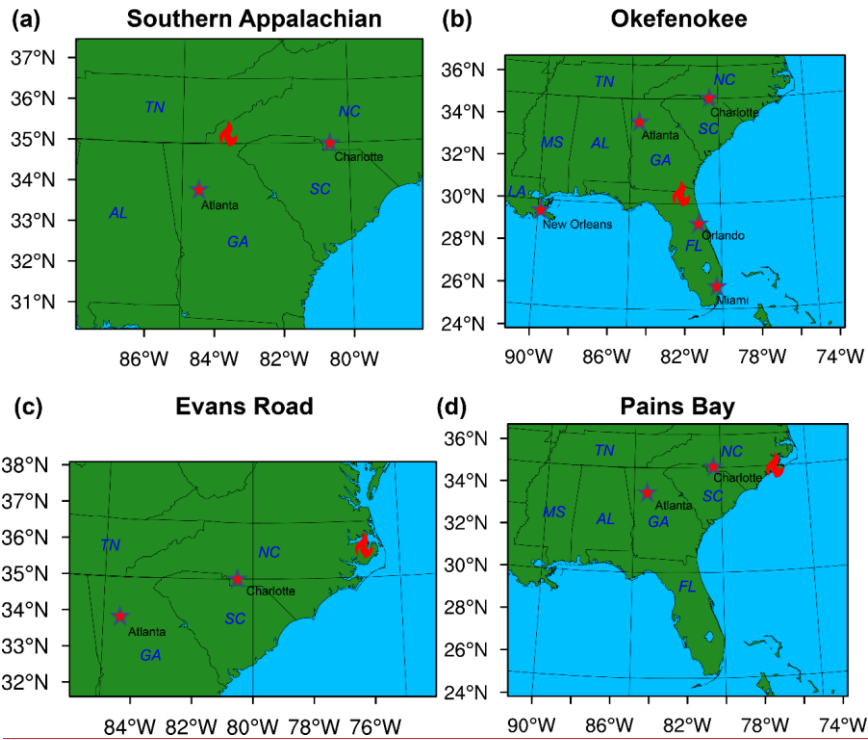 (a) Southern Appalachian
37°N
36°N
35°N
34°N
33°N
32°N
31°N
TN
NC
Charlotte
Atlanta
SC
AL
GA
86°W 84°W 82°W 80°W
(b) Okefenokee
36°N
34°N
32°N
30°N
28°N
26°N
24°N
TN
NC
Charlotte
Atlanta
SC
MS
AL
GA
LA
New Orleans
Orlando
FL
Miami
90°W 86°W 82°W 78°W 74°W
(c) Evans Road
38°N
37°N
36°N
35°N
34°N
33°N
32°N
TN
NC
Charlotte
Atlanta
SC
GA
84°W 82°W 80°W 78°W 76°W
(d) Pains Bay
36°N
34°N
32°N
30°N
28°N
26°N
24°N
TN
NC
Charlotte
Atlanta
SC
MS
AL
GA
FL
90°W 86°W 82°W 78°W 74°W